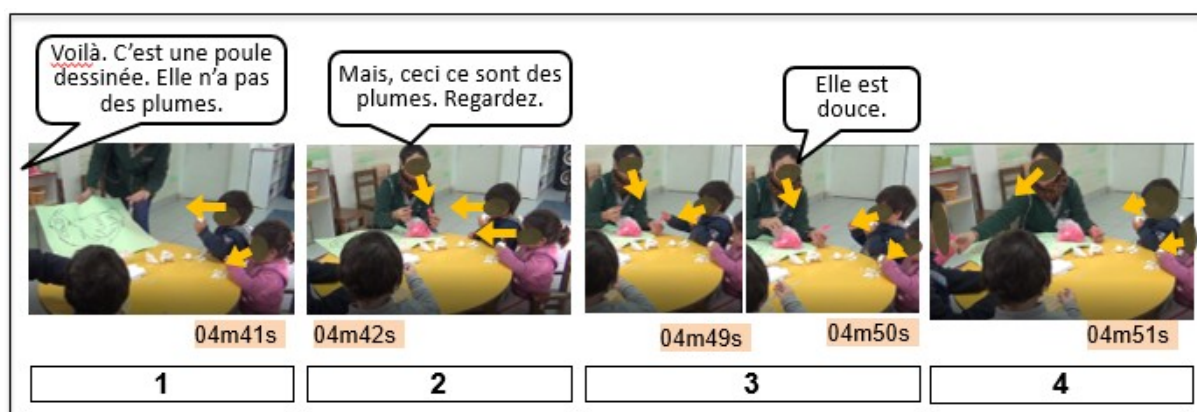 Voilà. C'est une poule
dessinée. Elle n'a pas
des plumes.
Mais, ceci ce sont des
plumes. Regardez.
Elle est
douce.
04m41s
04m42s
04m49s
04m50s
04m51s
1
2
3
4